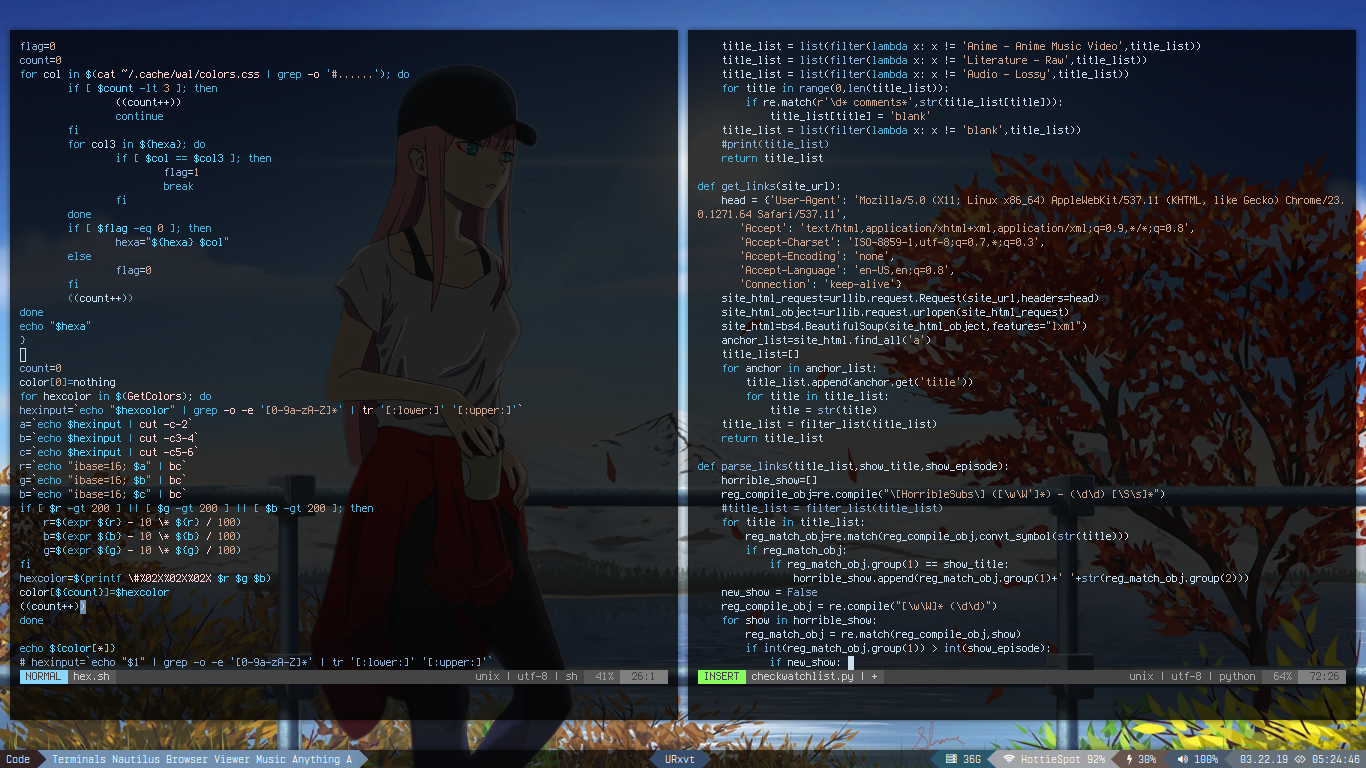 flag=0
count=0
for col in $(cat ~/.cache/wal/colors.css | grep -o '#......'); do
if [ $count -lt 3 ]; then
((count++))
continue
fi
for col3 in ${hexa}; do
if [ $col == $col3 ]; then
flag=1
break
fi
done
if [ $flag -eq 0 ]; then
hexa="${hexa} $col"
else
flag=0
fi
((count++))
done
echo "$hexa"
}
count=0
color[0]=nothing
for hexcolor in $(GetColors); do
hexinput=`echo "$hexcolor" | grep -o -e '[0-9a-zA-Z]*' | tr '[:lower:]' '[:upper:]'`
a=`echo $hexinput | cut -c-2`
b=`echo $hexinput | cut -c3-4`
c=`echo $hexinput | cut -c5-6`
r=`echo "ibase=16; $a" | bc`
g=`echo "ibase=16; $b" | bc`
b=`echo "ibase=16; $c" | bc`
if [ $r -gt 200 ] || [ $g -gt 200 ] || [ $b -gt 200 ]; then
r=$(expr ${r} - 10 \* ${r} / 100)
b=$(expr ${b} - 10 \* ${b} / 100)
g=$(expr ${g} - 10 \* ${g} / 100)
fi
hexcolor=$(printf \#%02X%02X%02X $r $g $b)
color[${count}]=$hexcolor
((count++))
done
echo ${color[*]}
# hexinput=`echo "$1" | grep -o -e '[0-9a-zA-Z]*' | tr '[:lower:]' '[:upper:]'`
NORMAL hex.sh unix | utf-8 | sh 41% 26:1
title_list = list(filter(lambda x: x != 'Anime - Anime Music Video',title_list))
title_list = list(filter(lambda x: x != 'Literature - Raw',title_list))
title_list = list(filter(lambda x: x != 'Audio - Lossy',title_list))
for title in range(0,len(title_list)):
if re.match(r'\d* comments*',str(title_list[title])):
title_list[title] = 'blank'
title_list = list(filter(lambda x: x != 'blank',title_list))
#print(title_list)
return title_list
def get_links(site_url):
head = {'User-Agent': 'Mozilla/5.0 (X11; Linux x86_64) AppleWebKit/537.11 (KHTML, like Gecko) Chrome/23.
0.1271.64 Safari/537.11',
'Accept': 'text/html,application/xhtml+xml,application/xml;q=0.9,*/*;q=0.8',
'Accept-Charset': 'ISO-8859-1,utf-8;q=0.7,*;q=0.3',
'Accept-Encoding': 'none',
'Accept-Language': 'en-US,en;q=0.8',
'Connection': 'keep-alive'}
site_html_request=urllib.request.Request(site_url,headers=head)
site_html_object=urllib.request.urlopen(site_html_request)
site_html=bs4.BeautifulSoup(site_html_object,features="lxml")
anchor_list=site_html.find_all('a')
title_list=[]
for anchor in anchor_list:
title_list.append(anchor.get('title'))
for title in title_list:
title = str(title)
title_list = filter_list(title_list)
return title_list
def parse_links(title_list,show_title,show_episode):
horrible_show=[]
reg_compile_obj=re.compile("\[HorribleSubs\] ([\w\W']*) - (\d\d) [\S\s]*")
#title_list = filter_list(title_list)
for title in title_list:
reg_match_obj=re.match(reg_compile_obj,convt_symbol(str(title)))
if reg_match_obj:
if reg_match_obj.group(1) == show_title:
horrible_show.append(reg_match_obj.group(1)+' '+str(reg_match_obj.group(2)))
new_show = False
reg_compile_obj = re.compile("[\w\W]* (\d\d)")
for show in horrible_show:
reg_match_obj = re.match(reg_compile_obj,show)
if int(reg_match_obj.group(1)) > int(show_episode):
if new_show:
INSERT checkwatchlist.py | + unix | utf-8 | python 64% 72:26
Code Terminals Nautilus Browser Viewer Music Anything A URxvt 36G HottieSpot 92% 30% 100% 03.22.19 05:24:46